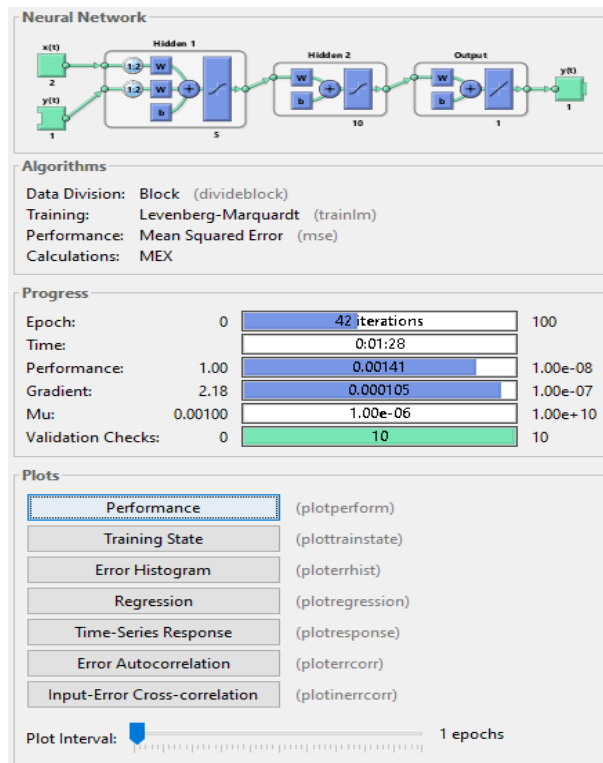 Neural Network
Hidden 1
Hidden 2
Output
x(t)
2
y(t)
1
1:2
W
1:2
W
b
5
W
b
10
W
b
1
y(t)
1
Algorithms
Data Division: Block (divideblock)
Training: Levenberg-Marquardt (trainlm)
Performance: Mean Squared Error (mse)
Calculations: MEX
Progress
Epoch: 0 42 iterations 100
Time: 0:01:28
Performance: 1.00 0.00141 1.00e-08
Gradient: 2.18 0.000105 1.00e-07
Mu: 0.00100 1.00e-06 1.00e+10
Validation Checks: 0 10 10
Plots
Performance (plotperform)
Training State (plottrainstate)
Error Histogram (ploterrhist)
Regression (plotregression)
Time-Series Response (plotresponse)
Error Autocorrelation (ploterrcorr)
Input-Error Cross-correlation (plotinerrcorr)
Plot Interval: 1 epochs